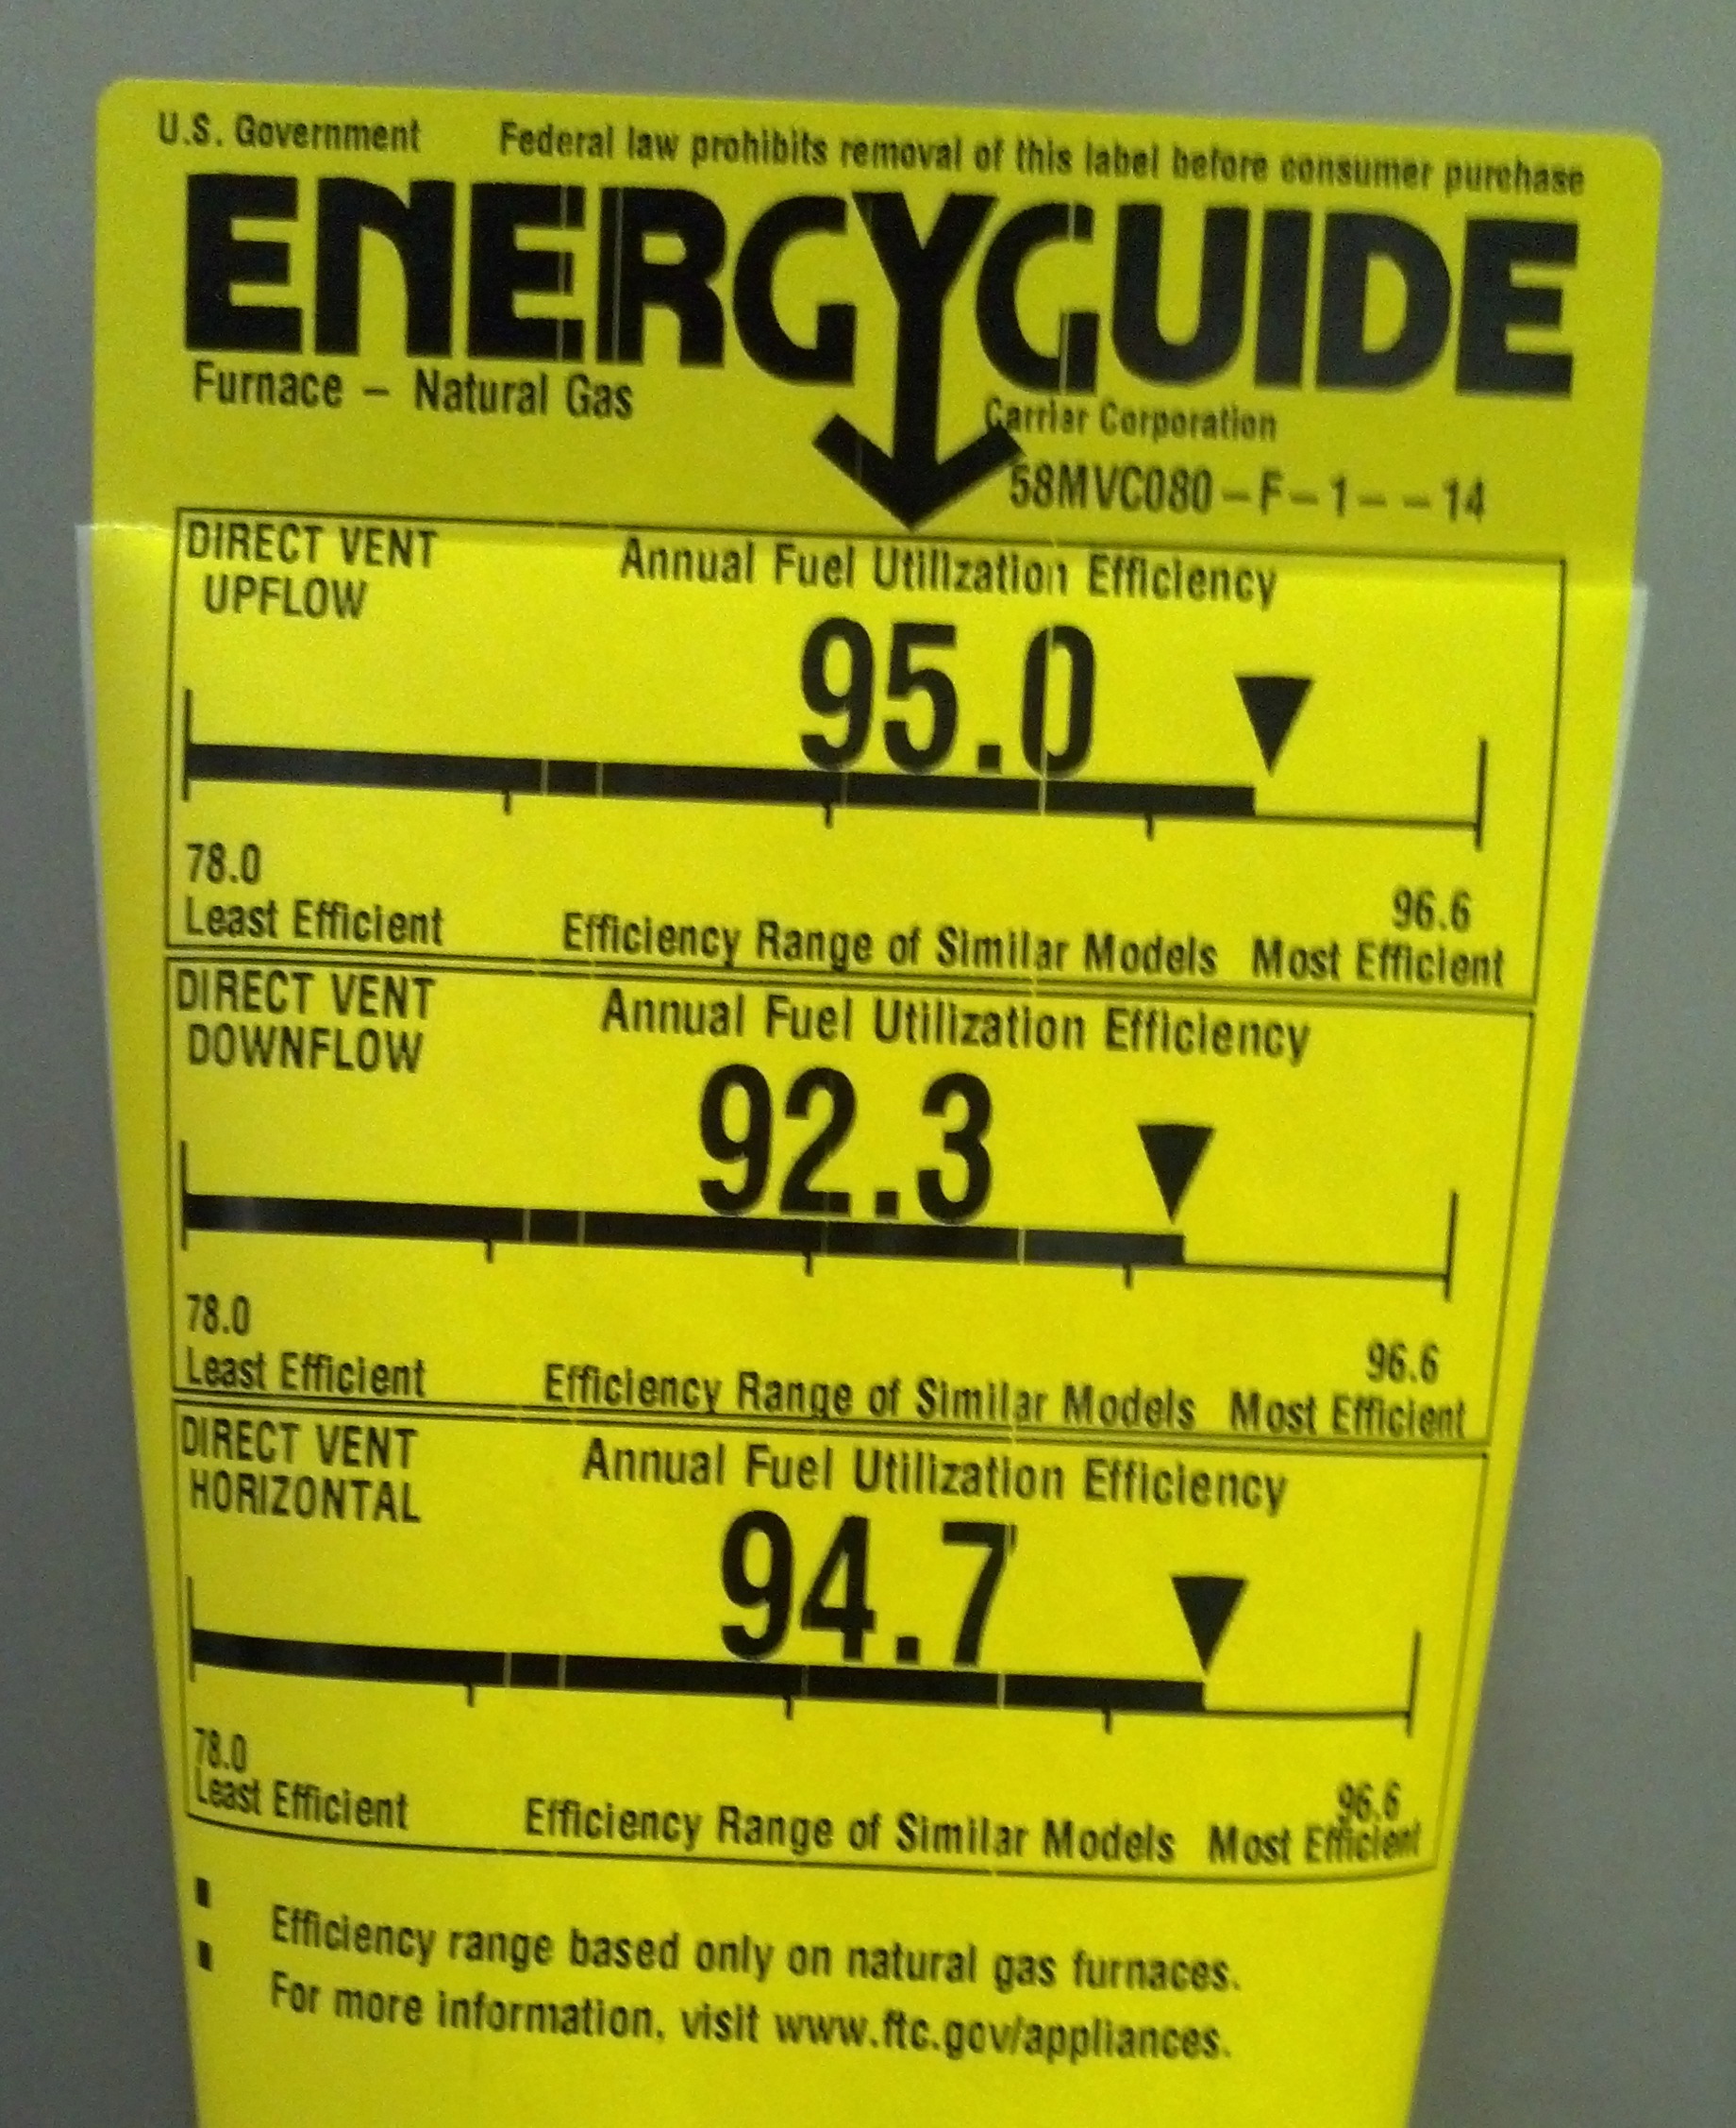 U.S. Government Federal law prohibits removal of this label before consumer purchase
ENERGYGUIDE
Furnace – Natural Gas
Carrier Corporation
58MVC080–F–1––14
DIRECT VENT
UPFLOW
Annual Fuel Utilization Efficiency
95.0
78.0
96.6
Least Efficient Efficiency Range of Similar Models Most Efficient
DIRECT VENT
DOWNFLOW
Annual Fuel Utilization Efficiency
92.3
78.0
96.6
Least Efficient Efficiency Range of Similar Models Most Efficient
DIRECT VENT
HORIZONTAL
Annual Fuel Utilization Efficiency
94.7
78.0
96.6
Least Efficient Efficiency Range of Similar Models Most Efficient
Efficiency range based only on natural gas furnaces.
For more information, visit www.ftc.gov/appliances.